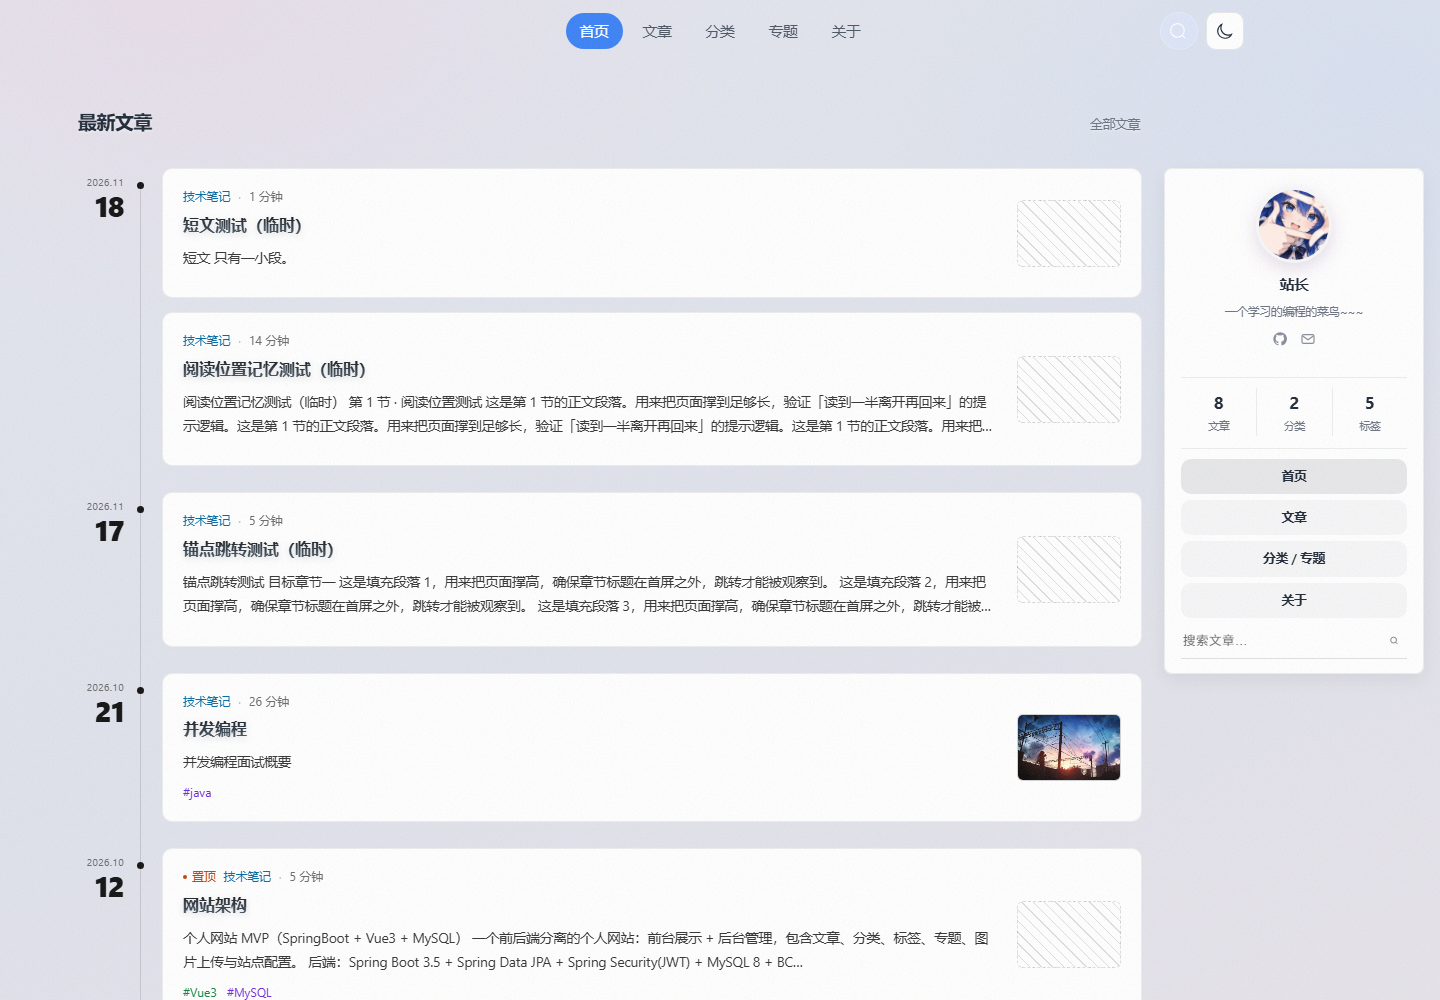 首页 文章 分类 专题 关于
最新文章
全部文章
2026.11
18
技术笔记 · 1 分钟
短文测试（临时）
短文 只有一小段。
技术笔记 · 14 分钟
阅读位置记忆测试（临时）
阅读位置记忆测试（临时） 第 1 节 · 阅读位置测试 这是第 1 节的正文段落。用来把页面撑到足够长，验证「读到一半离开再回来」的提
示逻辑。这是第 1 节的正文段落。用来把页面撑到足够长，验证「读到一半离开再回来」的提示逻辑。这是第 1 节的正文段落。用来把...
2026.11
17
技术笔记 · 5 分钟
锚点跳转测试（临时）
锚点跳转测试 目标章节一 这是填充段落 1，用来把页面撑高，确保章节标题在首屏之外，跳转才能被观察到。 这是填充段落 2，用来把
页面撑高，确保章节标题在首屏之外，跳转才能被观察到。 这是填充段落 3，用来把页面撑高，确保章节标题在首屏之外，跳转才能被...
2026.10
21
技术笔记 · 26 分钟
并发编程
并发编程面试概要
#java
2026.10
12
置顶 技术笔记 · 5 分钟
网站架构
个人网站 MVP（SpringBoot + Vue3 + MySQL） 一个前后端分离的个人网站：前台展示 + 后台管理，包含文章、分类、标签、专题、图
片上传与站点配置。 后端：Spring Boot 3.5 + Spring Data JPA + Spring Security(JWT) + MySQL 8 + BC...
#Vue3 #MySQL
站长
一个学习的编程的菜鸟~~~
8 2 5
文章 分类 标签
首页
文章
分类 / 专题
关于
搜索文章...